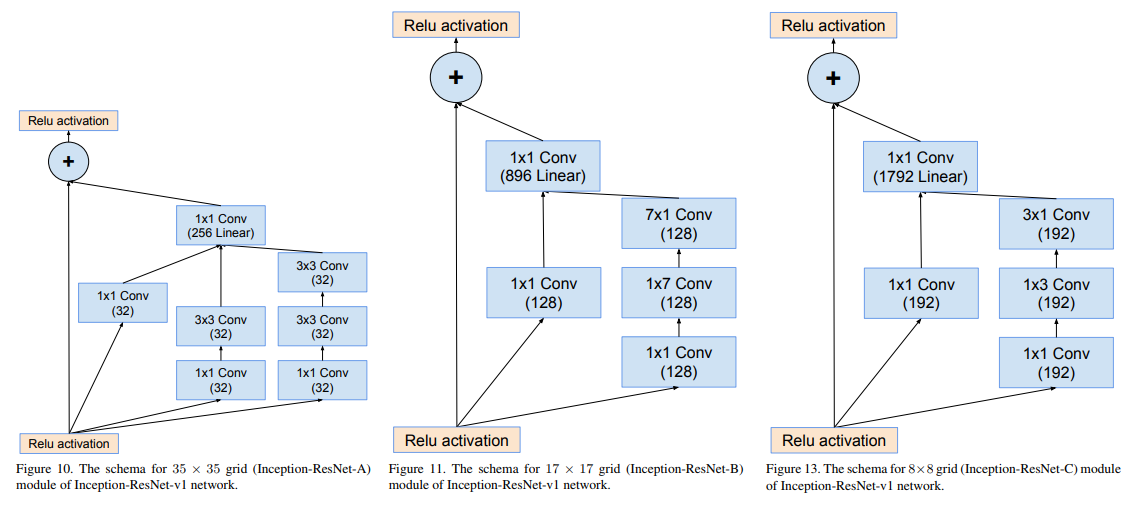 Relu activation
+
1x1 Conv
(256 Linear)
3x3 Conv
(32)
1x1 Conv
(32)
3x3 Conv
(32)
3x3 Conv
(32)
1x1 Conv
(32)
1x1 Conv
(32)
Relu activation
Figure 10. The schema for 35 × 35 grid (Inception-ResNet-A)
module of Inception-ResNet-v1 network.
Relu activation
+
1x1 Conv
(896 Linear)
7x1 Conv
(128)
1x1 Conv
(128)
1x7 Conv
(128)
1x1 Conv
(128)
Relu activation
Figure 11. The schema for 17 × 17 grid (Inception-ResNet-B)
module of Inception-ResNet-v1 network.
Relu activation
+
1x1 Conv
(1792 Linear)
3x1 Conv
(192)
1x1 Conv
(192)
1x3 Conv
(192)
1x1 Conv
(192)
Relu activation
Figure 13. The schema for 8×8 grid (Inception-ResNet-C) module
of Inception-ResNet-v1 network.